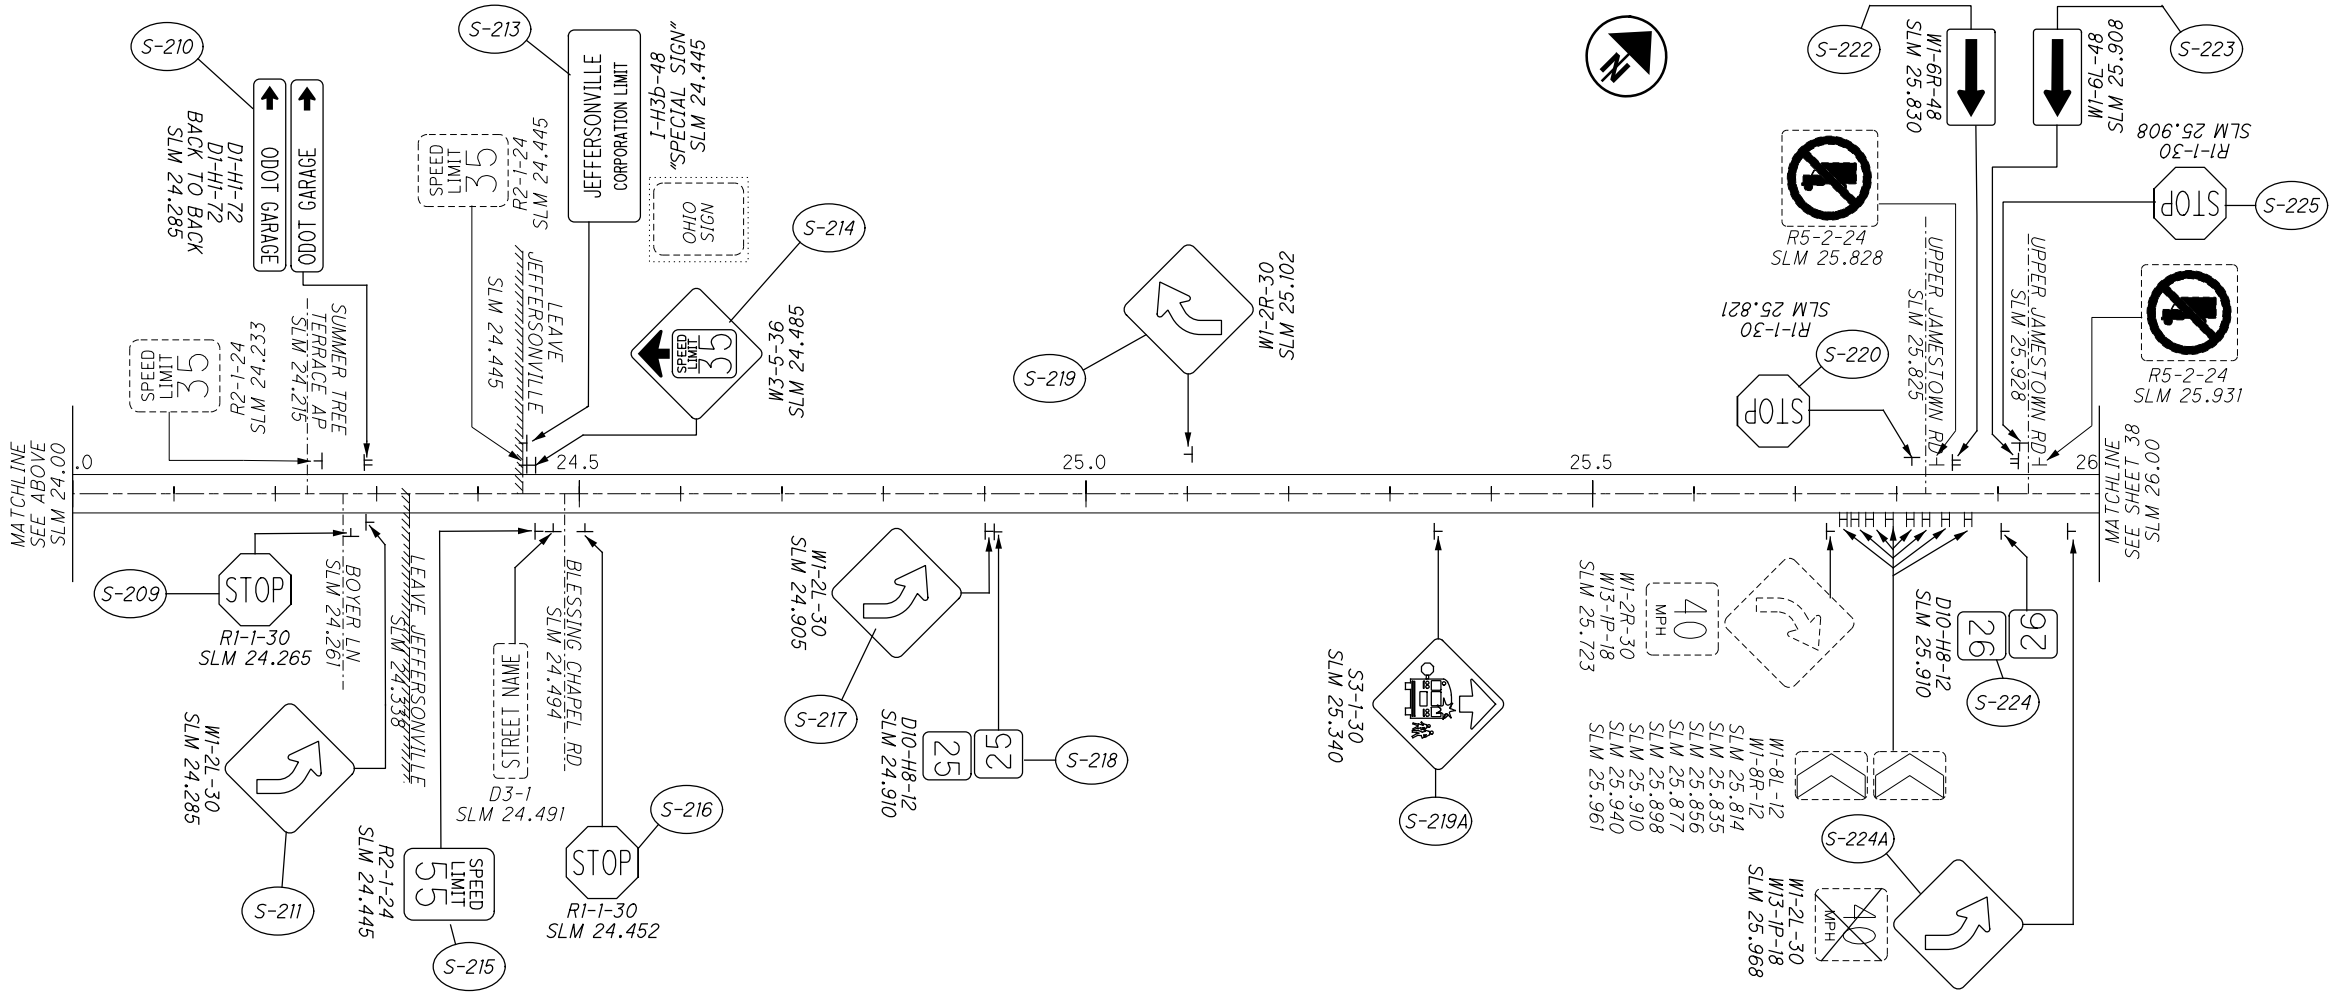 S-210
ODOT GARAGE
ODOT GARAGE
D1-H1-72
D1-H1-72
BACK TO BACK
SLM 24.285
SPEED
LIMIT
35
R2-1-24
SLM 24.233
SUMMER TREE
TERRACE AP
SLM 24.215
S-213
JEFFERSONVILLE
CORPORATION LIMIT
I-H3b-48
"SPECIAL SIGN"
SLM 24.445
SPEED
LIMIT
35
R2-1-24
SLM 24.445
OHIO
SIGN
S-214
LEAVE
JEFFERSONVILLE
SLM 24.445
SPEED
LIMIT
35
W3-5-36
SLM 24.485
S-219
W1-2R-30
SLM 25.102
N
S-222
W1-6R-48
SLM 25.830
S-223
W1-6L-48
SLM 25.908
R5-2-24
SLM 25.828
R1-1-30
SLM 25.908
STOP
S-225
R1-1-30
SLM 25.821
S-220
STOP
UPPER JAMESTOWN RD
SLM 25.825
UPPER JAMESTOWN RD
SLM 25.928
R5-2-24
SLM 25.931
MATCHLINE
SEE ABOVE
SLM 24.00
.0
24.5
25.0
25.5
26
MATCHLINE
SEE SHEET 38
SLM 26.00
S-209
STOP
R1-1-30
SLM 24.265
BOYER LN
SLM 24.261
LEAVE JEFFERSONVILLE
SLM 24.338
W1-2L-30
SLM 24.285
S-211
STREET NAME
D3-1
SLM 24.491
BLESSING CHAPEL RD
SLM 24.494
R2-1-24
SLM 24.445
SPEED
LIMIT
55
S-215
STOP
R1-1-30
SLM 24.452
S-216
W1-2L-30
SLM 24.905
S-217
D10-H8-12
SLM 24.910
25
25
S-218
S3-1-30
SLM 25.340
S-219A
W1-2R-30
W13-1P-18
SLM 25.723
40
MPH
D10-H8-12
SLM 25.910
26
26
S-224
W1-8L-12
W1-8R-12
SLM 25.814
SLM 25.835
SLM 25.856
SLM 25.877
SLM 25.898
SLM 25.910
SLM 25.940
SLM 25.961
S-224A
W1-2L-30
W13-1P-18
SLM 25.968
40
MPH